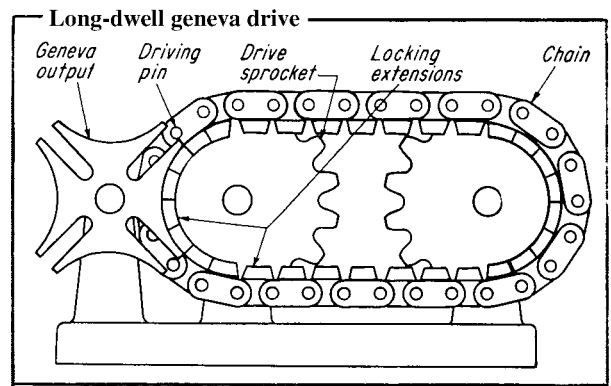 Long-dwell geneva drive
Geneva
output
Driving
pin
Drive
sprocket
Locking
extensions
Chain